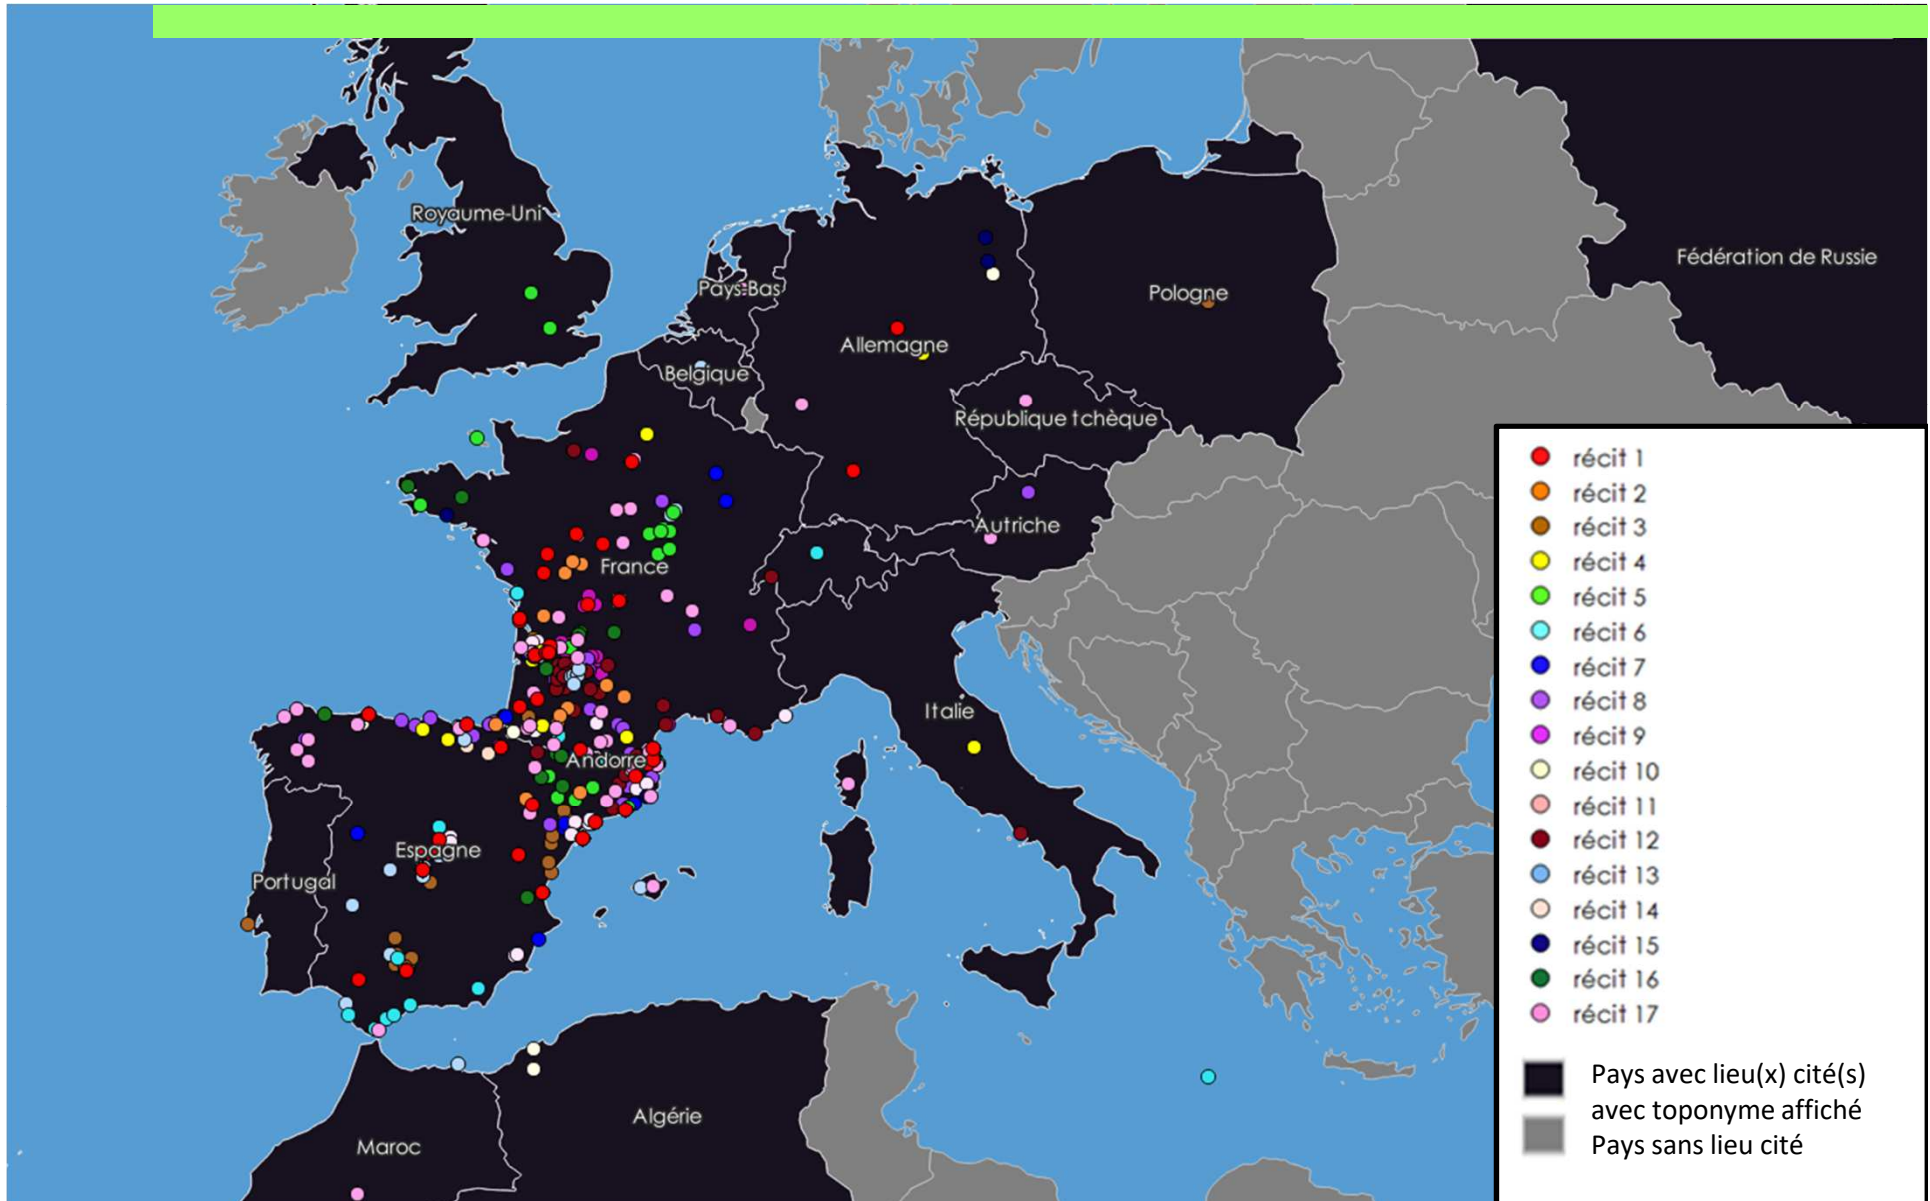 Royaume-Uni
Fédération de Russie
Pays-Bas
Pologne
Allemagne
Belgique
République tchèque
Autriche
France
Italie
Andorre
Espagne
Portugal
Algérie
Maroc
récit 1
récit 2
récit 3
récit 4
récit 5
récit 6
récit 7
récit 8
récit 9
récit 10
récit 11
récit 12
récit 13
récit 14
récit 15
récit 16
récit 17
Pays avec lieu(x) cité(s)
avec toponyme affiché
Pays sans lieu cité